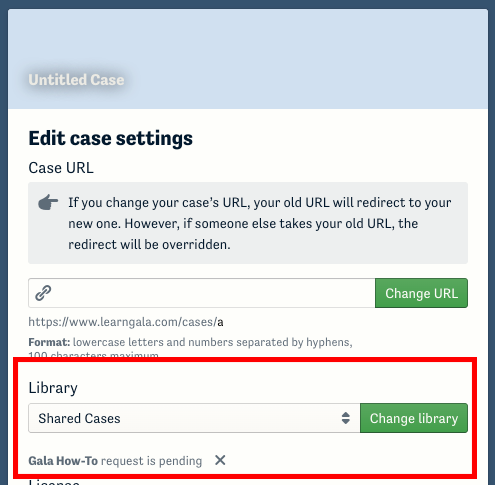 Untitled Case
Edit case settings
Case URL
If you change your case's URL, your old URL will redirect to your
new one. However, if someone else takes your old URL, the
redirect will be overridden.
Change URL
https://www.learngala.com/cases/a
Format: lowercase letters and numbers separated by hyphens,
100 characters maximum
Library
Shared Cases
Change library
Gala How-To request is pending
License